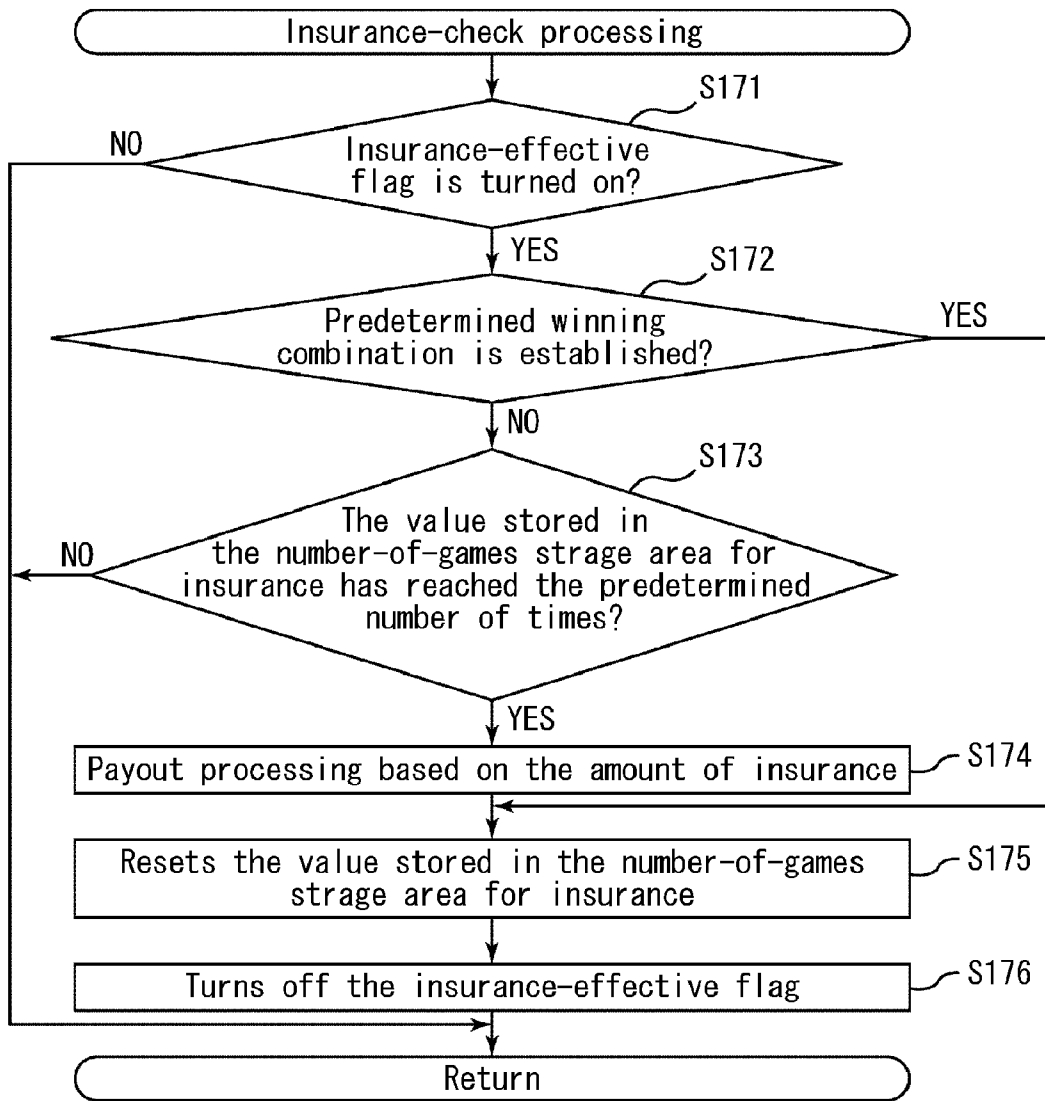 Insurance-check processing
S171
NO
Insurance-effective
flag is turned on?
YES
S172
Predetermined winning
combination is established?
YES
NO
S173
The value stored in
the number-of-games strage area for
insurance has reached the predetermined
number of times?
NO
YES
Payout processing based on the amount of insurance
S174
Resets the value stored in the number-of-games
strage area for insurance
S175
Turns off the insurance-effective flag
S176
Return